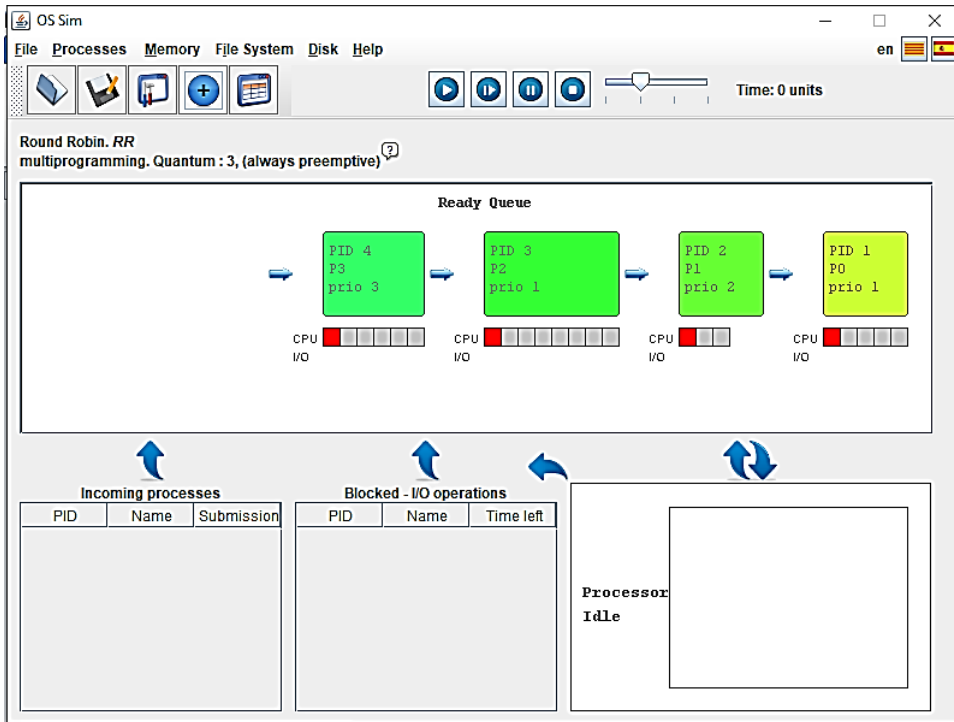 OS Sim
File Processes Memory File System Disk Help en
Time: 0 units
Round Robin. RR
multiprogramming. Quantum : 3, (always preemptive) ?
Ready Queue
PID 4
P3
prio 3
CPU
I/O
PID 3
P2
prio 1
CPU
I/O
PID 2
P1
prio 2
CPU
I/O
PID 1
P0
prio 1
CPU
I/O
Incoming processes
PID Name Submission
Blocked - I/O operations
PID Name Time left
Processor
Idle